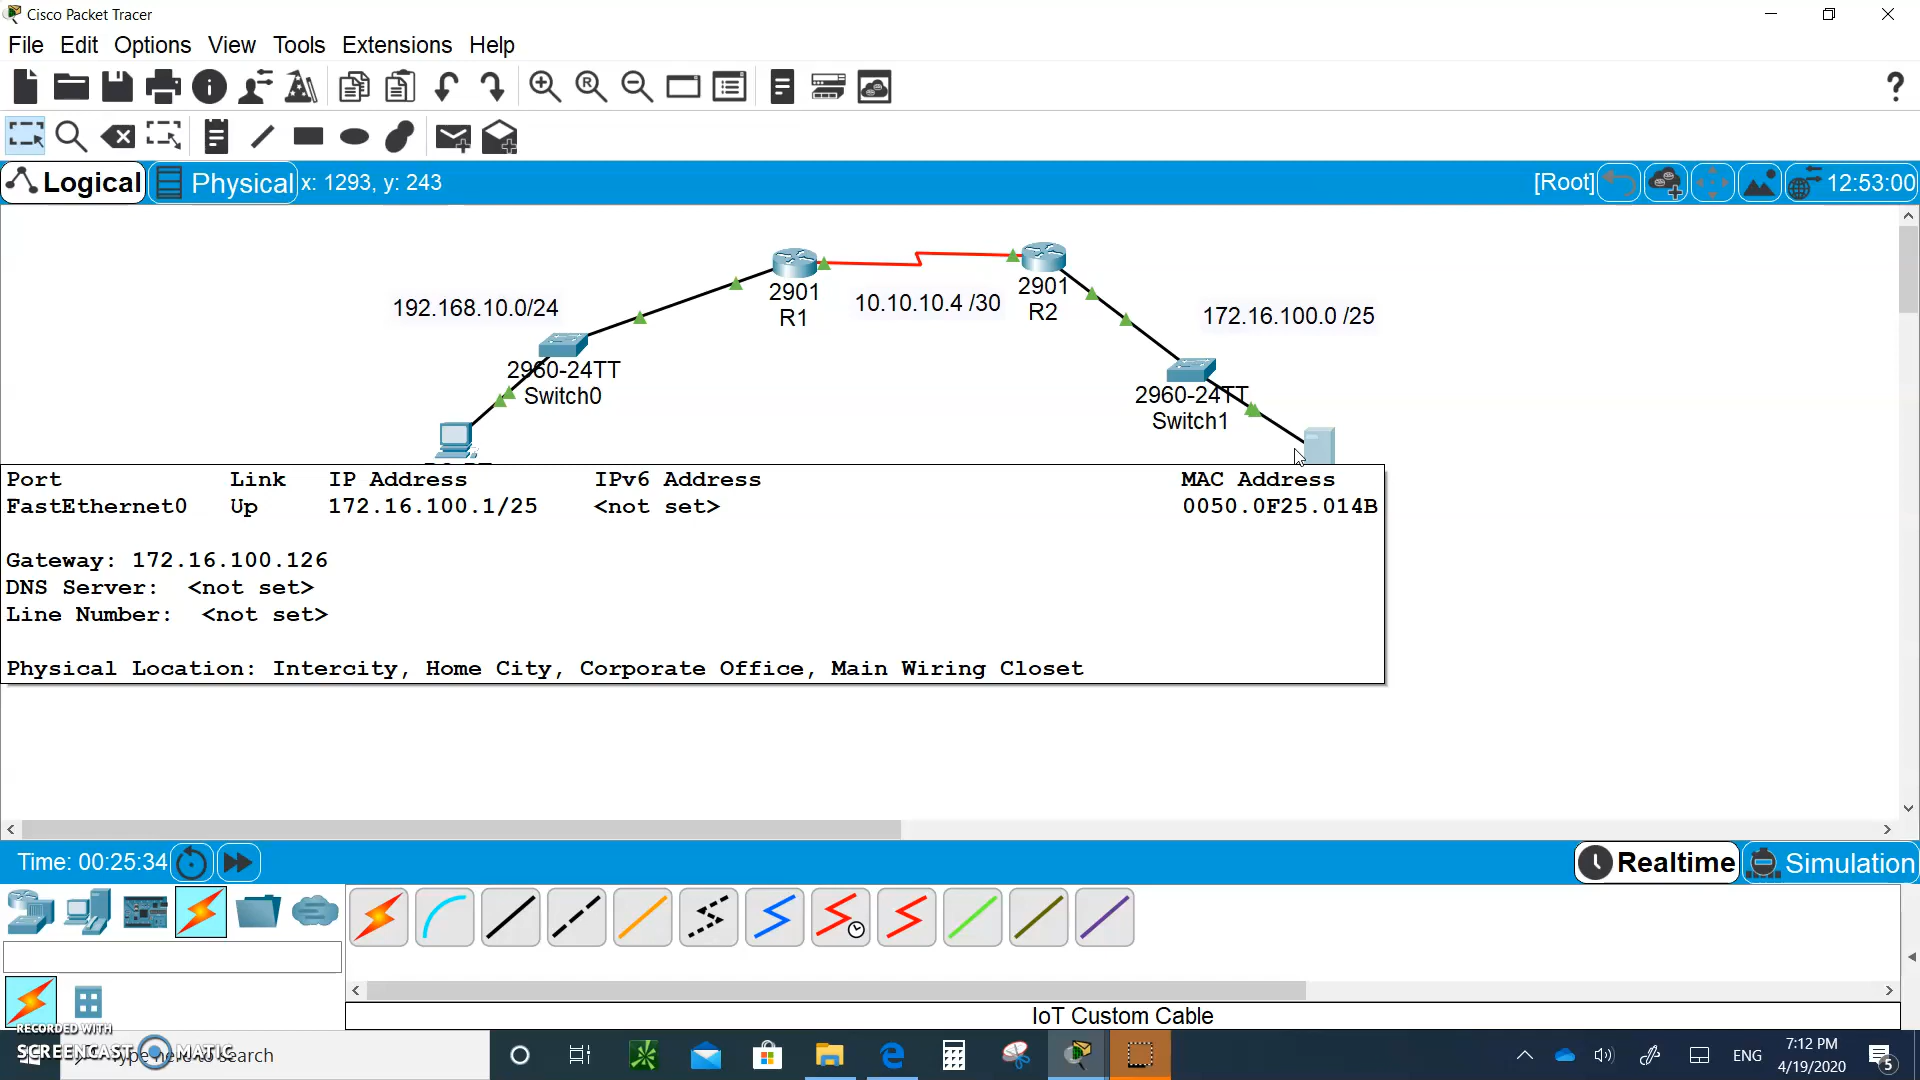 Cisco Packet Tracer
File Edit Options View Tools Extensions Help
Logical Physical x: 1293, y: 243 [Root] 12:53:00
192.168.10.0/24
2901
R1
10.10.10.4 /30
2901
R2
172.16.100.0 /25
2960-24TT
Switch0
2960-24TT
Switch1
Port Link IP Address IPv6 Address MAC Address
FastEthernet0 Up 172.16.100.1/25 <not set> 0050.0F25.014B
Gateway: 172.16.100.126
DNS Server: <not set>
Line Number: <not set>
Physical Location: Intercity, Home City, Corporate Office, Main Wiring Closet
Time: 00:25:34 Realtime Simulation
IoT Custom Cable
RECORDED WITH
SCREENCAST MATIC
Type here to search
ENG
7:12 PM
4/19/2020
5